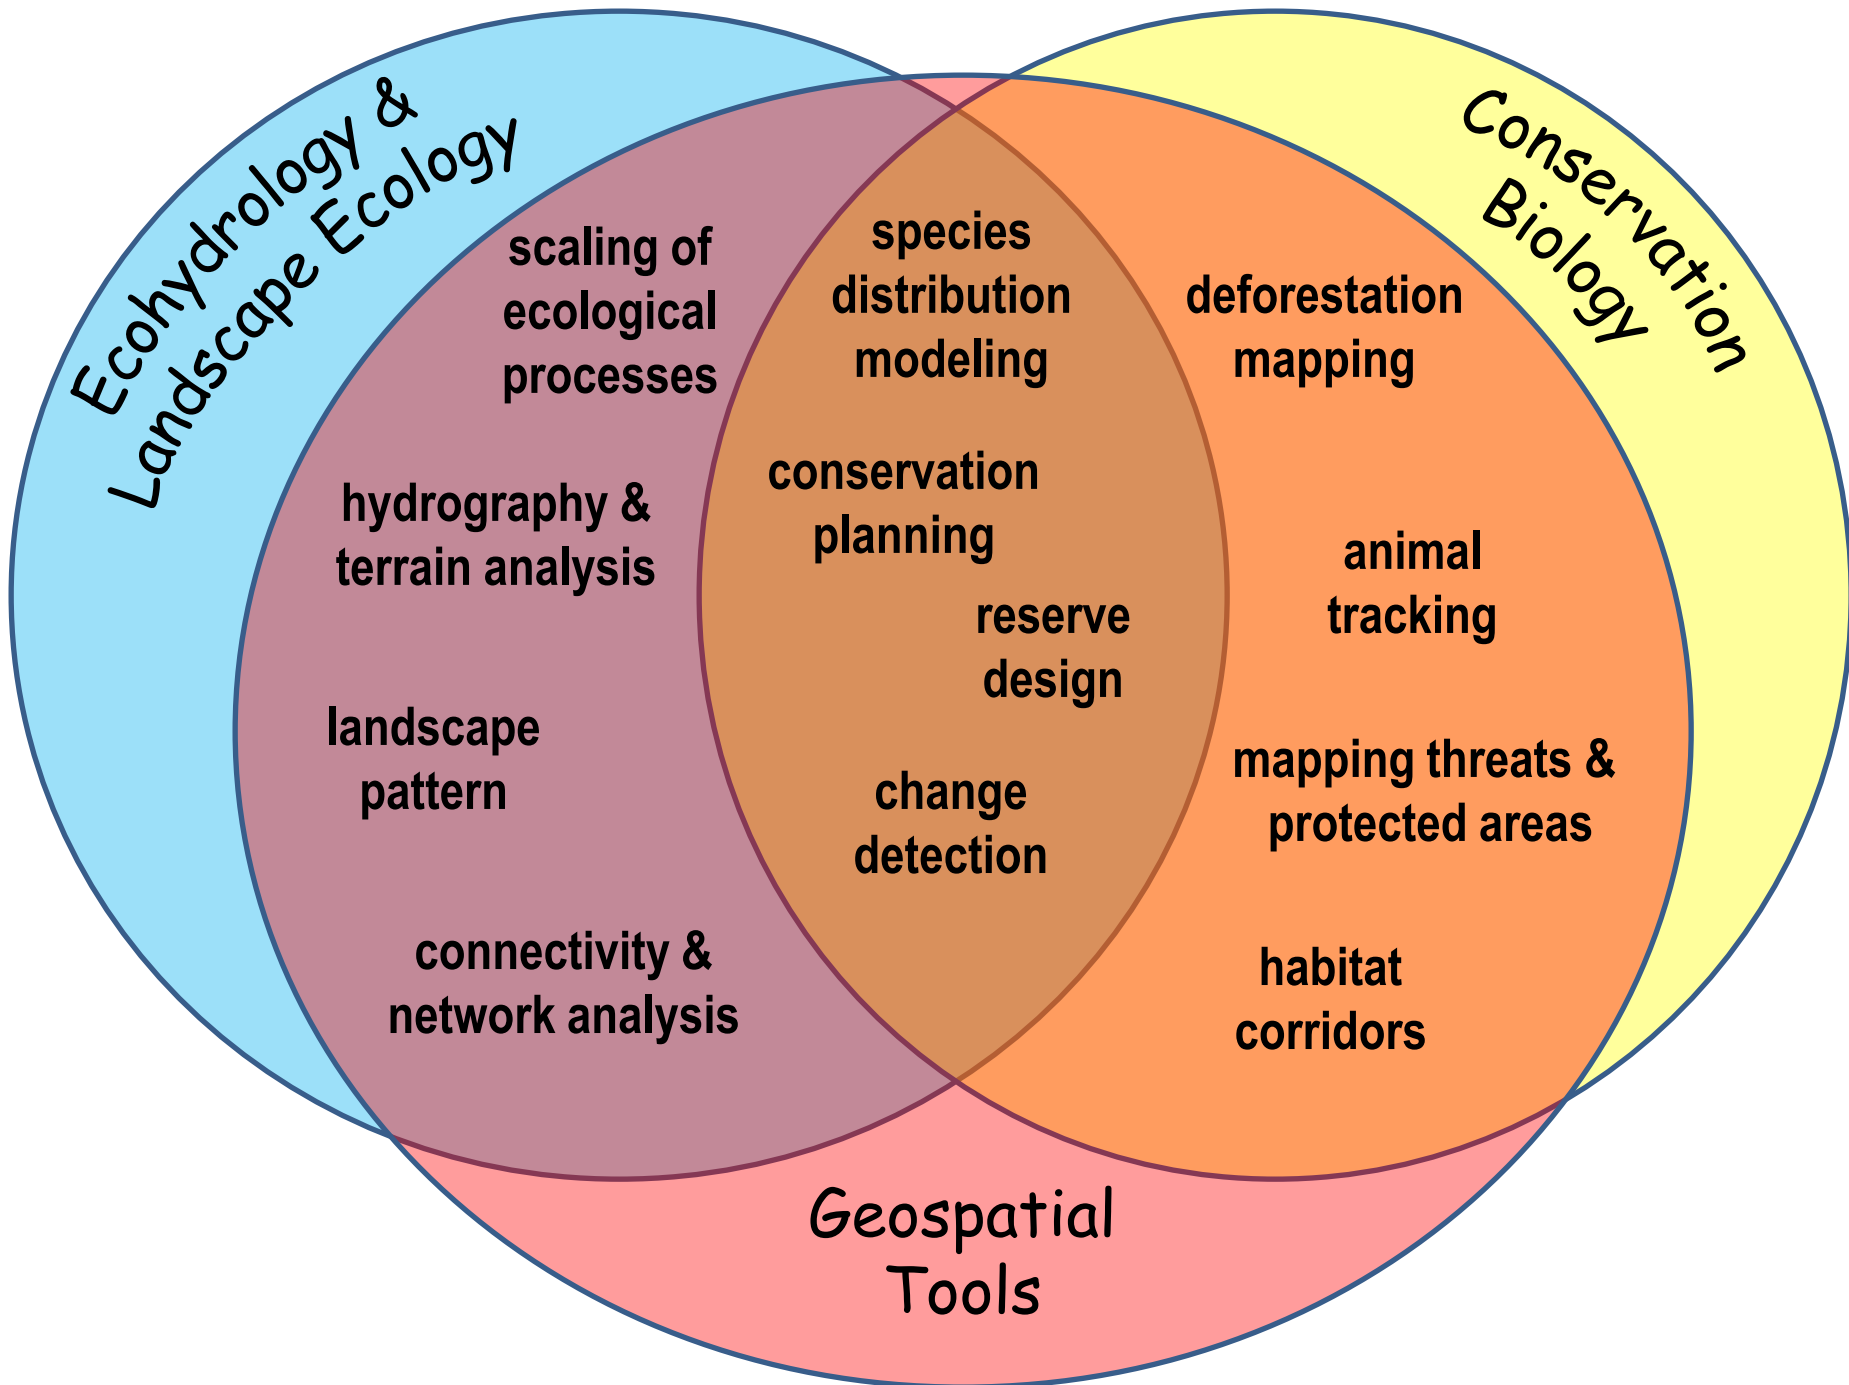 Ecohydrology &
Landscape Ecology
Conservation
Biology
scaling of
ecological
processes
hydrography &
terrain analysis
landscape
pattern
connectivity &
network analysis
species
distribution
modeling
conservation
planning
reserve
design
change
detection
deforestation
mapping
animal
tracking
mapping threats &
protected areas
habitat
corridors
Geospatial
Tools